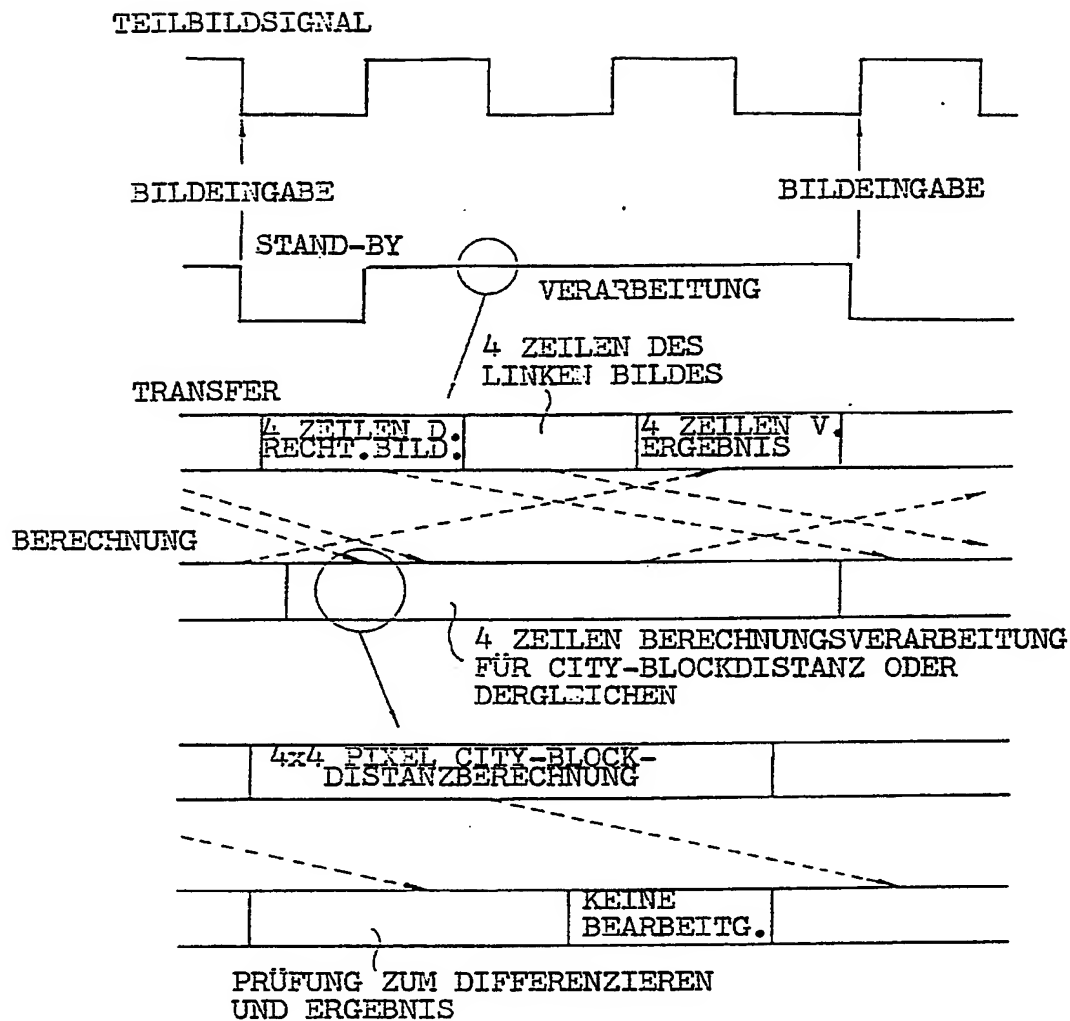 TEILBILDSIGNAL
BILDEINGABE
BILDEINGABE
STAND-BY
VERARBEITUNG
4 ZEILEN DES
LINKEN BILDES
TRANSFER
4 ZEILEN D.
RECHT.BILD.
4 ZEILEN V.
ERGEBNIS
BERECHNUNG
4 ZEILEN BERECHNUNGSVERARBEITUNG
FÜR CITY-BLOCKDISTANZ ODER
DERGLEICHEN
4x4 PIXEL CITY-BLOCK-
DISTANZBERECHNUNG
KEINE
BEARBEITG.
PRÜFUNG ZUM DIFFERENZIEREN
UND ERGEBNIS